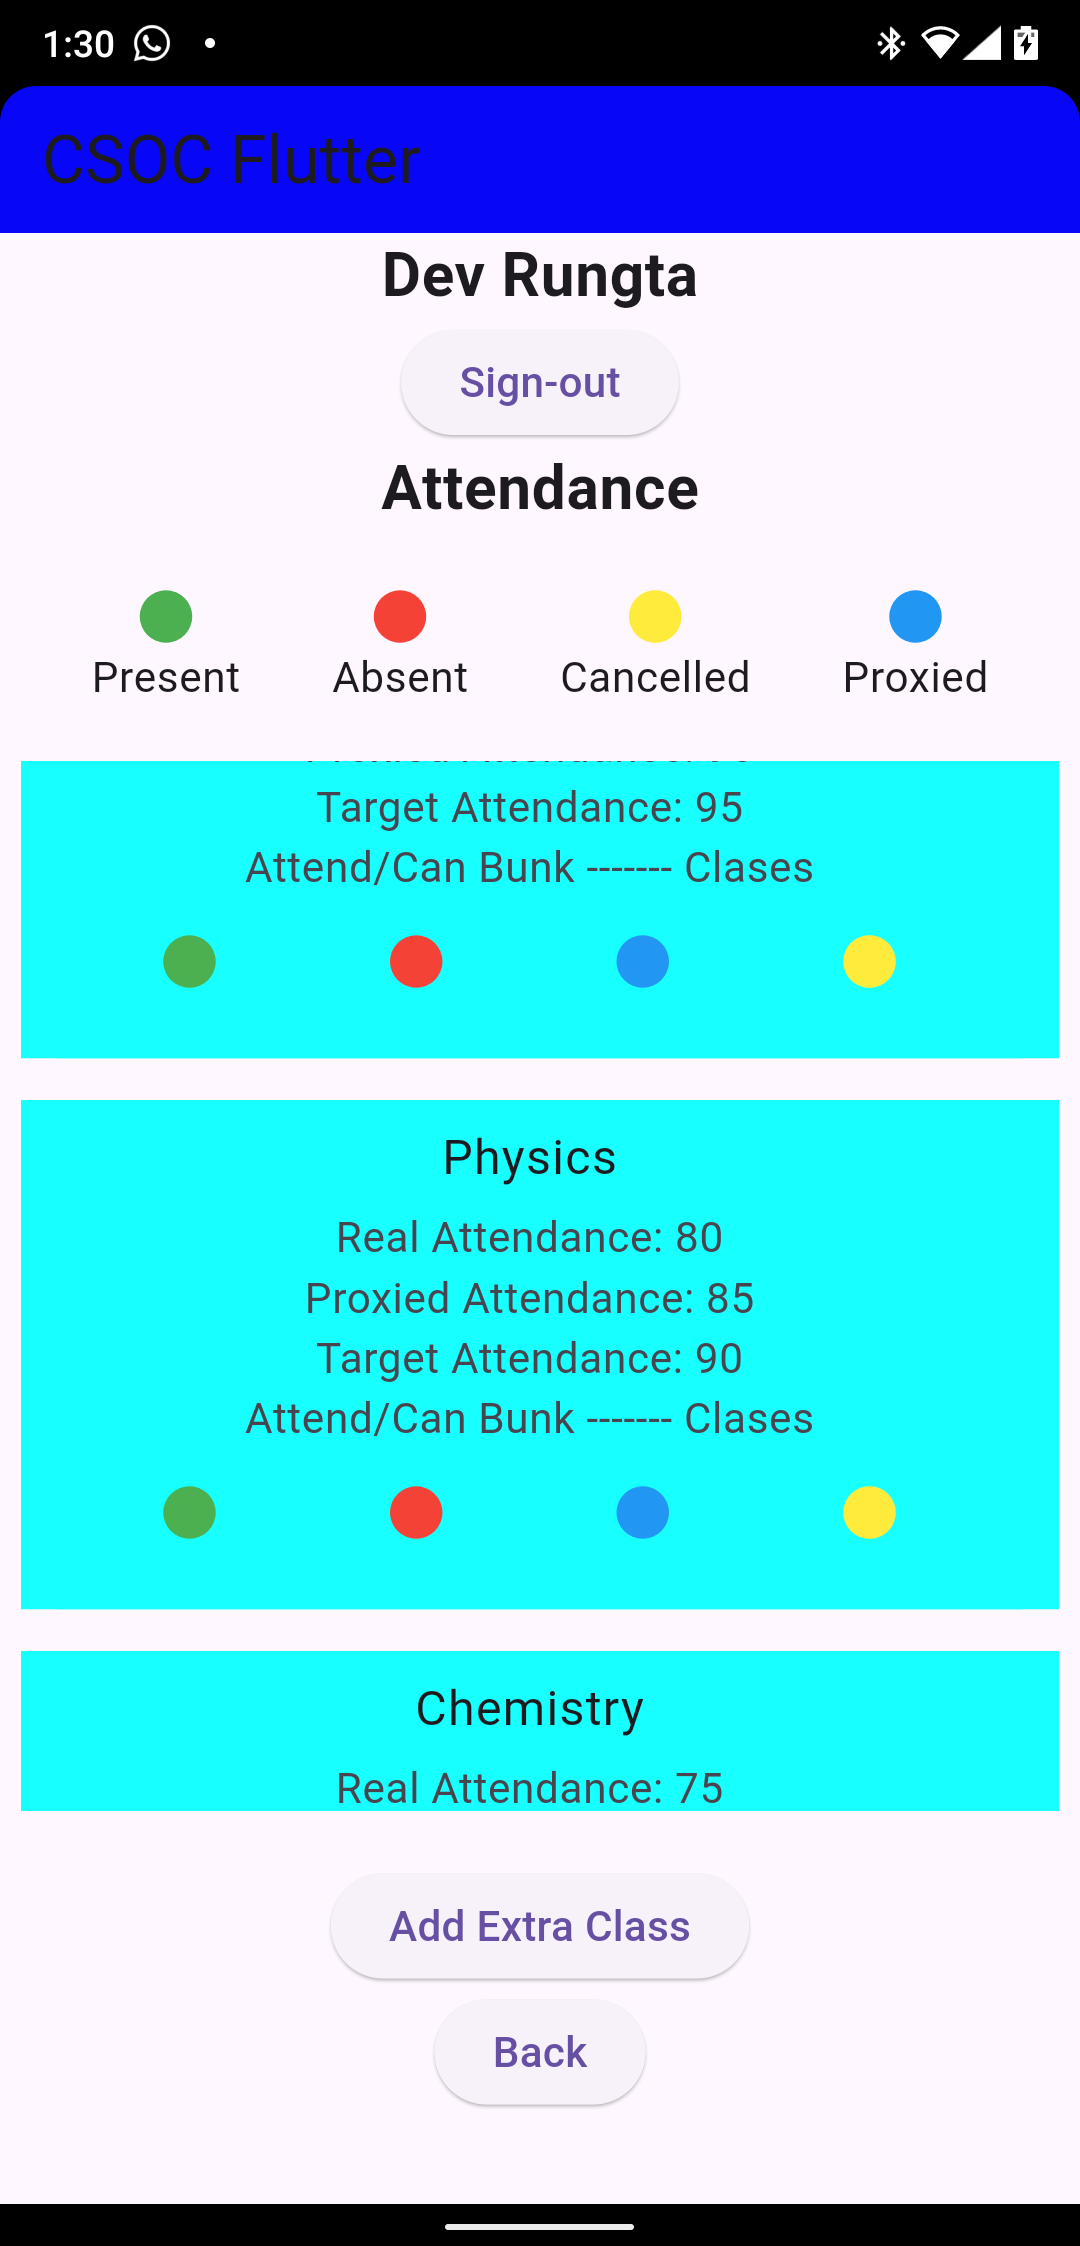 1:30
CSOC Flutter
Dev Rungta
Sign-out
Attendance
Present Absent Cancelled Proxied
Target Attendance: 95
Attend/Can Bunk ------- Clases
Physics
Real Attendance: 80
Proxied Attendance: 85
Target Attendance: 90
Attend/Can Bunk ------- Clases
Chemistry
Real Attendance: 75
Add Extra Class
Back